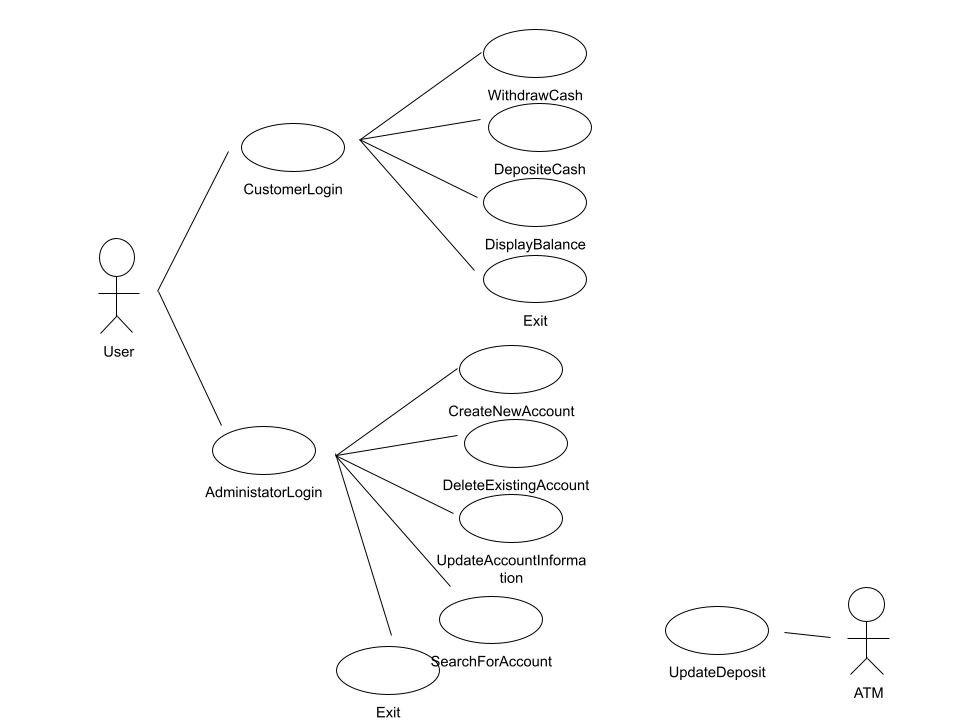 WithdrawCash
DepositeCash
CustomerLogin
DisplayBalance
Exit
User
CreateNewAccount
DeleteExistingAccount
AdministatorLogin
UpdateAccountInforma
tion
SearchForAccount
UpdateDeposit
ATM
Exit